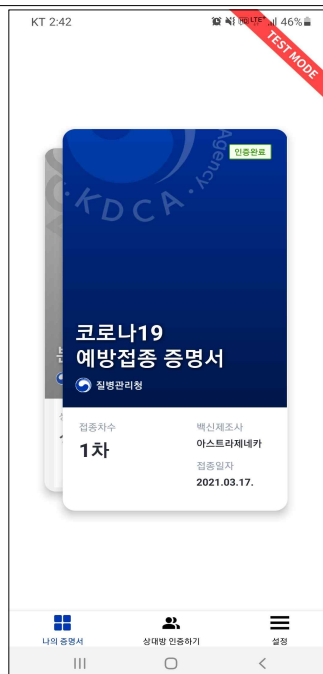 KT 2:42
46%
TEST MODE
KDCA
Agency
인증완료
코로나19
예방접종 증명서
질병관리청
접종차수
1차
백신제조사
아스트라제네카
접종일자
2021.03.17.
나의 증명서
상대방 인증하기
설정